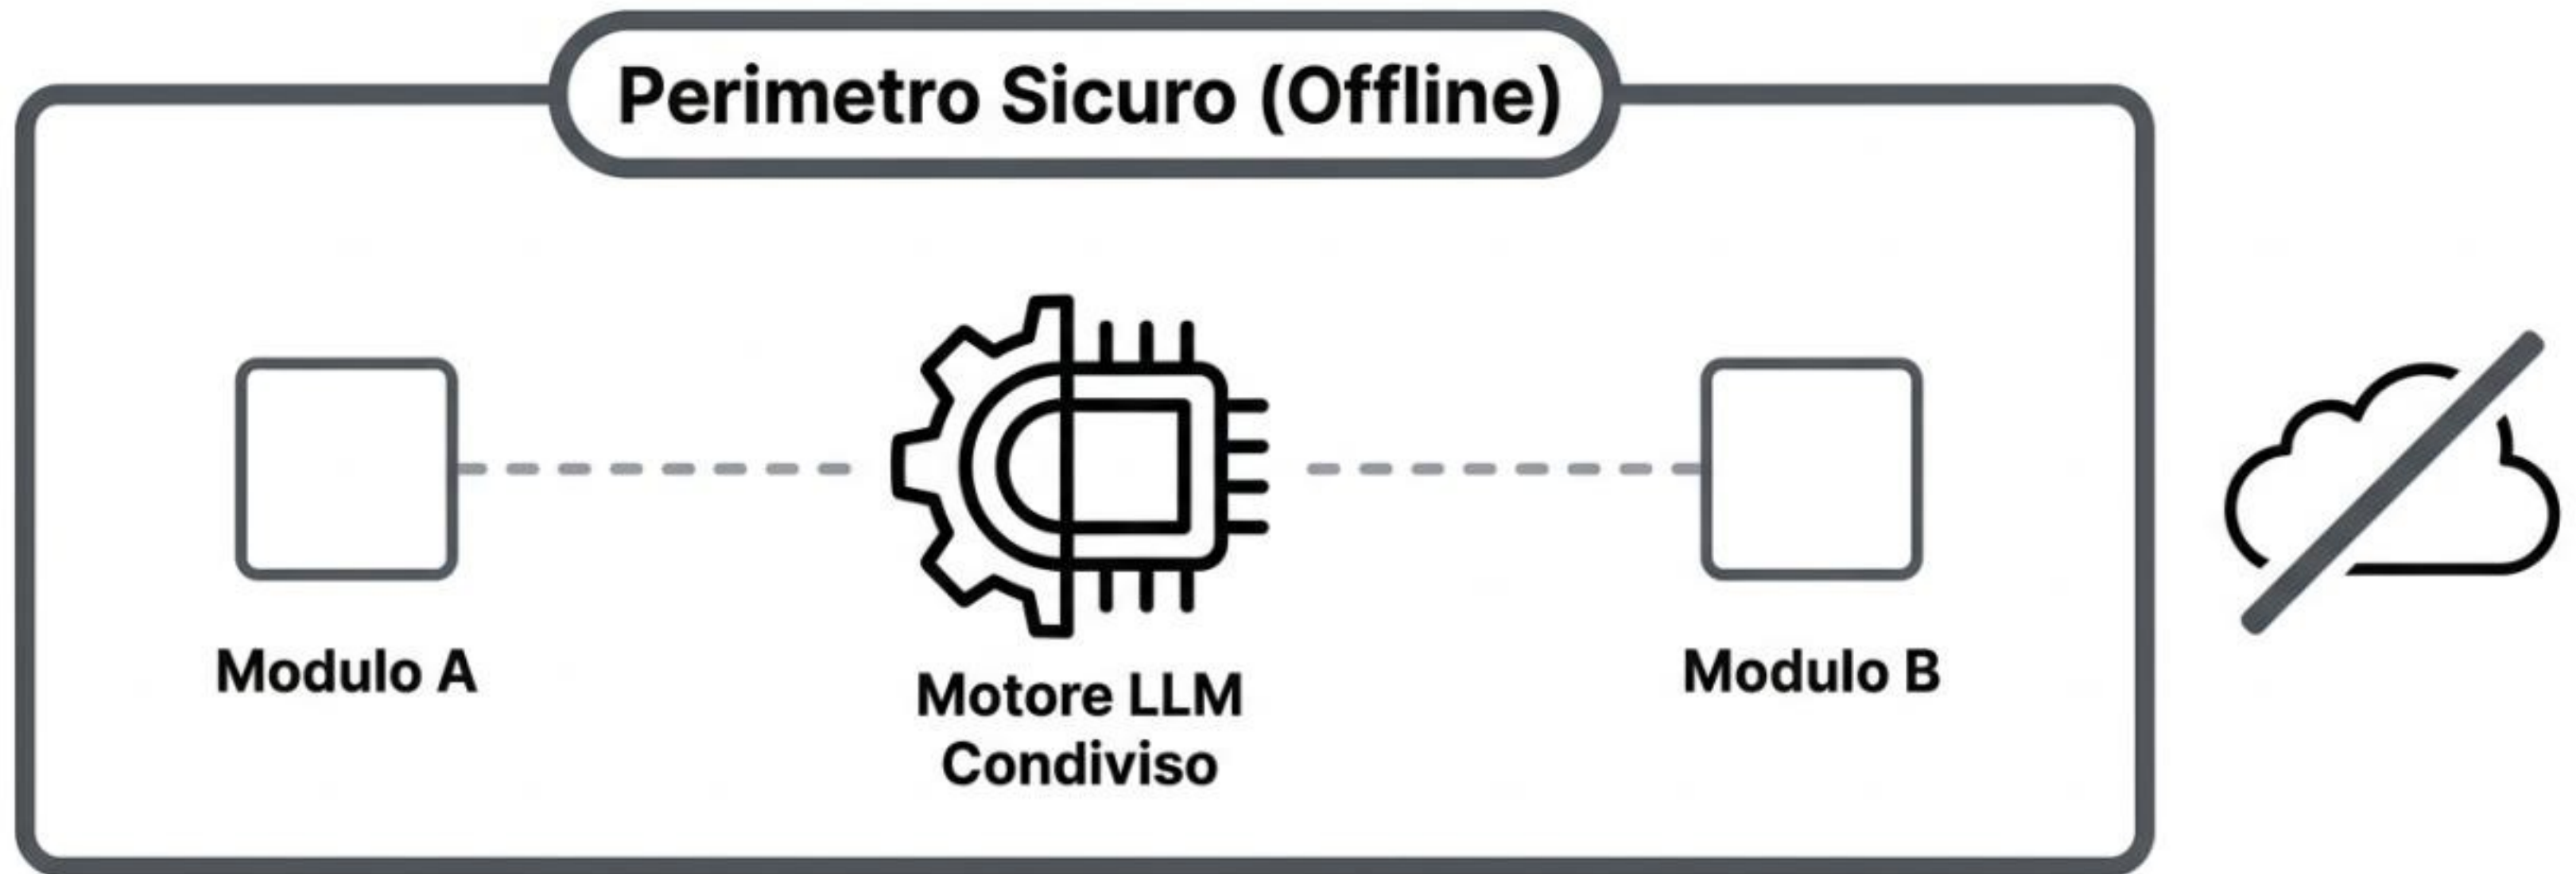 Perimetro Sicuro (Offline)
Modulo A
Motore LLM
Condiviso
Modulo B